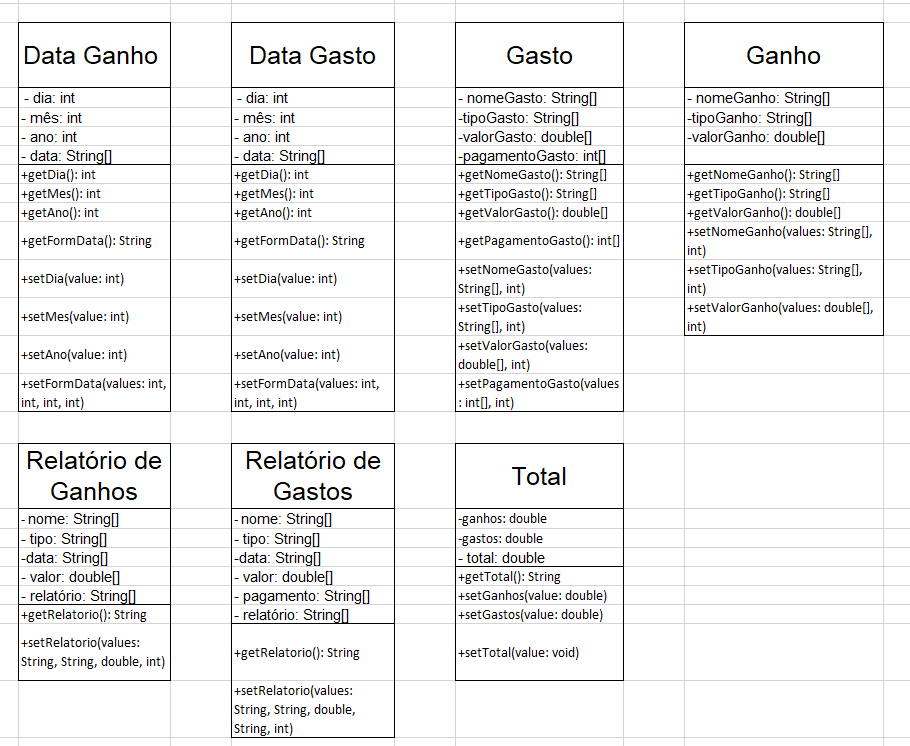 Data Ganho
- dia: int
- mês: int
- ano: int
- data: String[]
+getDia(): int
+getMes(): int
+getAno(): int
+getFormData(): String
+setDia(value: int)
+setMes(value: int)
+setAno(value: int)
+setFormData(values: int,
int, int, int)
Data Gasto
- dia: int
- mês: int
- ano: int
- data: String[]
+getDia(): int
+getMes(): int
+getAno(): int
+getFormData(): String
+setDia(value: int)
+setMes(value: int)
+setAno(value: int)
+setFormData(values: int,
int, int, int)
Gasto
- nomeGasto: String[]
-tipoGasto: String[]
-valorGasto: double[]
-pagamentoGasto: int[]
+getNomeGasto(): String[]
+getTipoGasto(): String[]
+getValorGasto(): double[]
+getPagamentoGasto(): int[]
+setNomeGasto(values:
String[], int)
+setTipoGasto(values:
String[], int)
+setValorGasto(values:
double[], int)
+setPagamentoGasto(values
: int[], int)
Ganho
- nomeGanho: String[]
-tipoGanho: String[]
-valorGanho: double[]
+getNomeGanho(): String[]
+getTipoGanho(): String[]
+getValorGanho(): double[]
+setNomeGanho(values: String[],
int)
+setTipoGanho(values: String[],
int)
+setValorGanho(values: double[],
int)
Relatório de
Ganhos
- nome: String[]
- tipo: String[]
-data: String[]
- valor: double[]
- relatório: String[]
+getRelatorio(): String
+setRelatorio(values:
String, String, double, int)
Relatório de
Gastos
- nome: String[]
- tipo: String[]
-data: String[]
- valor: double[]
- pagamento: String[]
- relatório: String[]
+getRelatorio(): String
+setRelatorio(values:
String, String, double,
String, int)
Total
-ganhos: double
-gastos: double
- total: double
+getTotal(): String
+setGanhos(value: double)
+setGastos(value: double)
+setTotal(value: void)